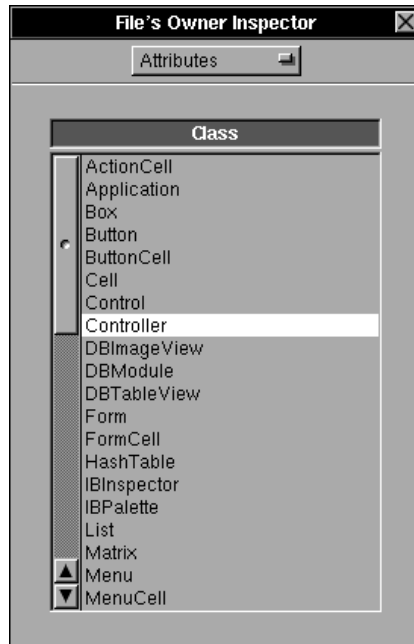 File's Owner Inspector
Attributes
Class
ActionCell
Application
Box
Button
ButtonCell
Cell
Control
Controller
DBImageView
DBModule
DBTableView
Form
FormCell
HashTable
IBInspector
IBPalette
List
Matrix
Menu
MenuCell